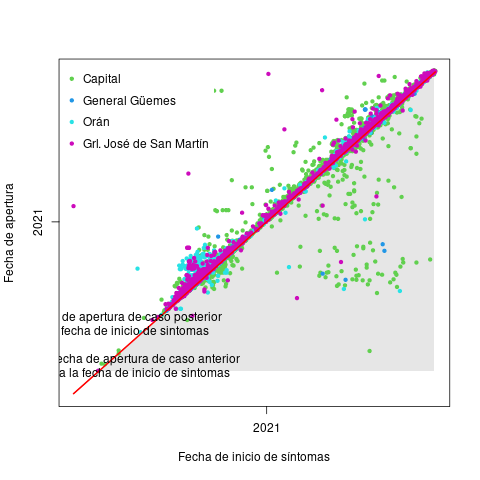 Capital
General Güemes
Orán
Grl. José de San Martín
Fecha de apertura
2021
de apertura de caso posterior
fecha de inicio de sintomas
echa de apertura de caso anterior
a la fecha de inicio de sintomas
2021
Fecha de inicio de síntomas